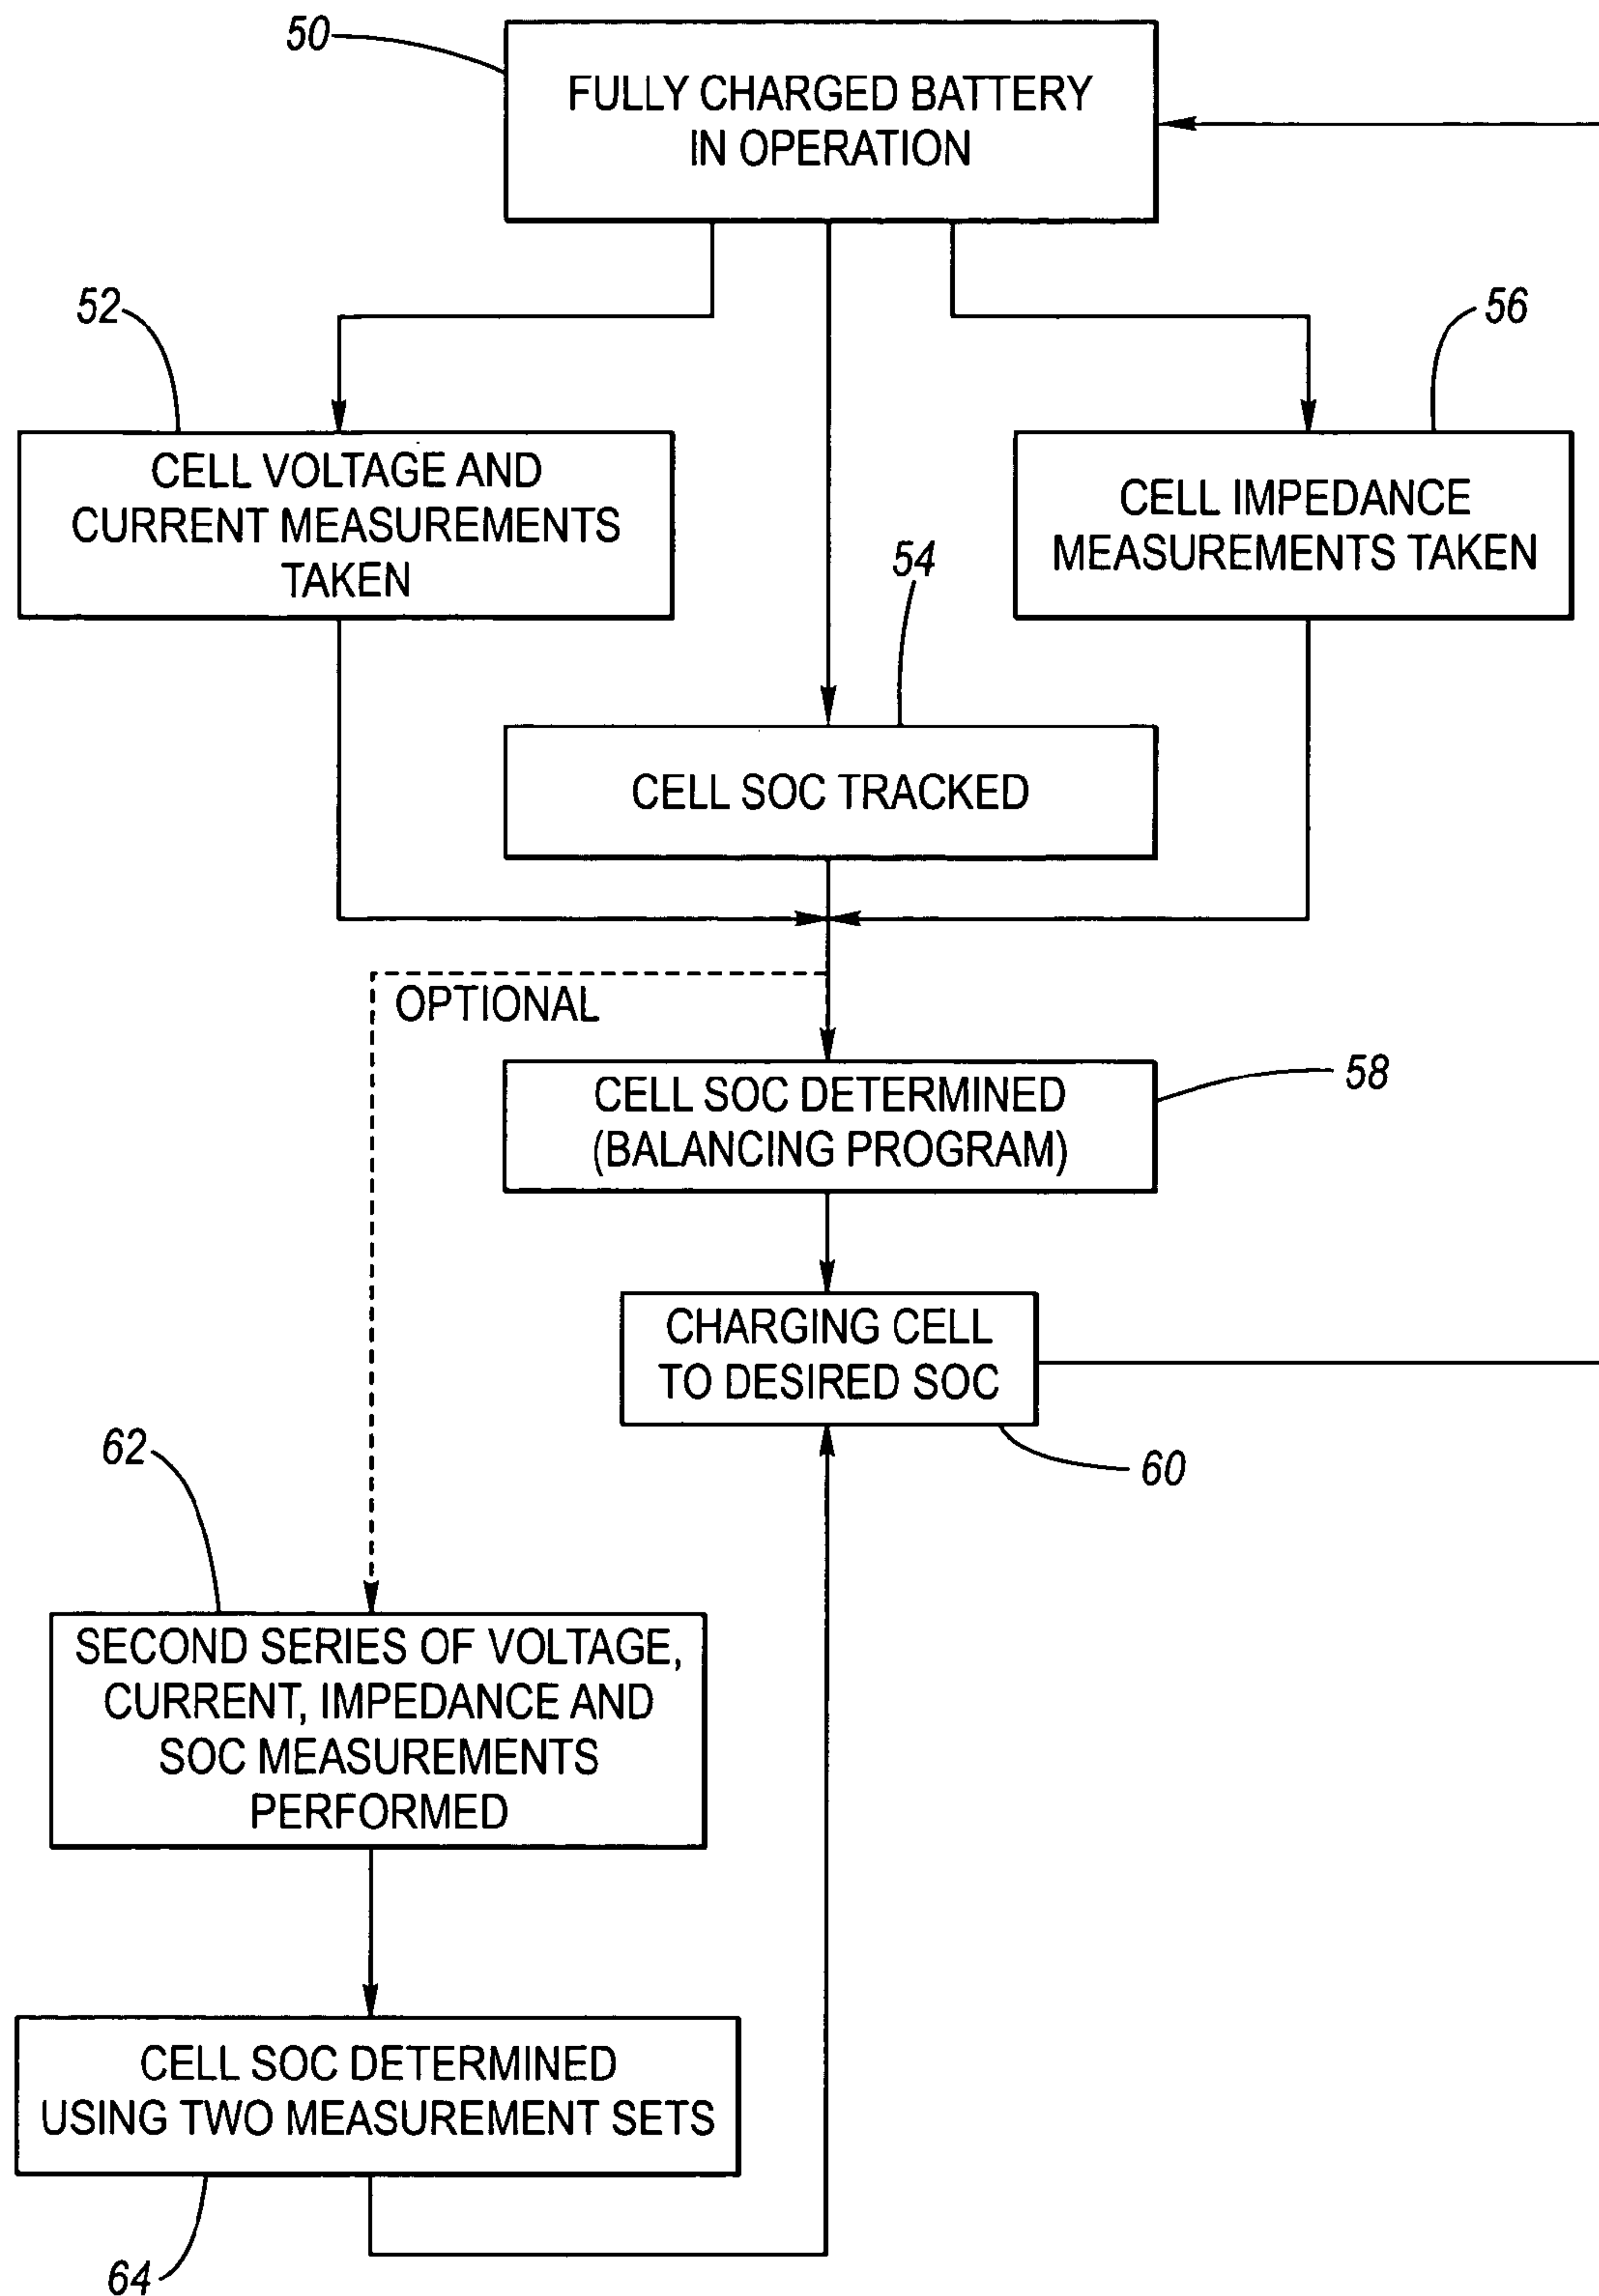 50
FULLY CHARGED BATTERY
IN OPERATION
52
56
CELL VOLTAGE AND
CURRENT MEASUREMENTS
TAKEN
CELL IMPEDANCE
MEASUREMENTS TAKEN
54
CELL SOC TRACKED
OPTIONAL
CELL SOC DETERMINED
(BALANCING PROGRAM)
58
CHARGING CELL
TO DESIRED SOC
60
62
SECOND SERIES OF VOLTAGE,
CURRENT, IMPEDANCE AND
SOC MEASUREMENTS
PERFORMED
CELL SOC DETERMINED
USING TWO MEASUREMENT SETS
64